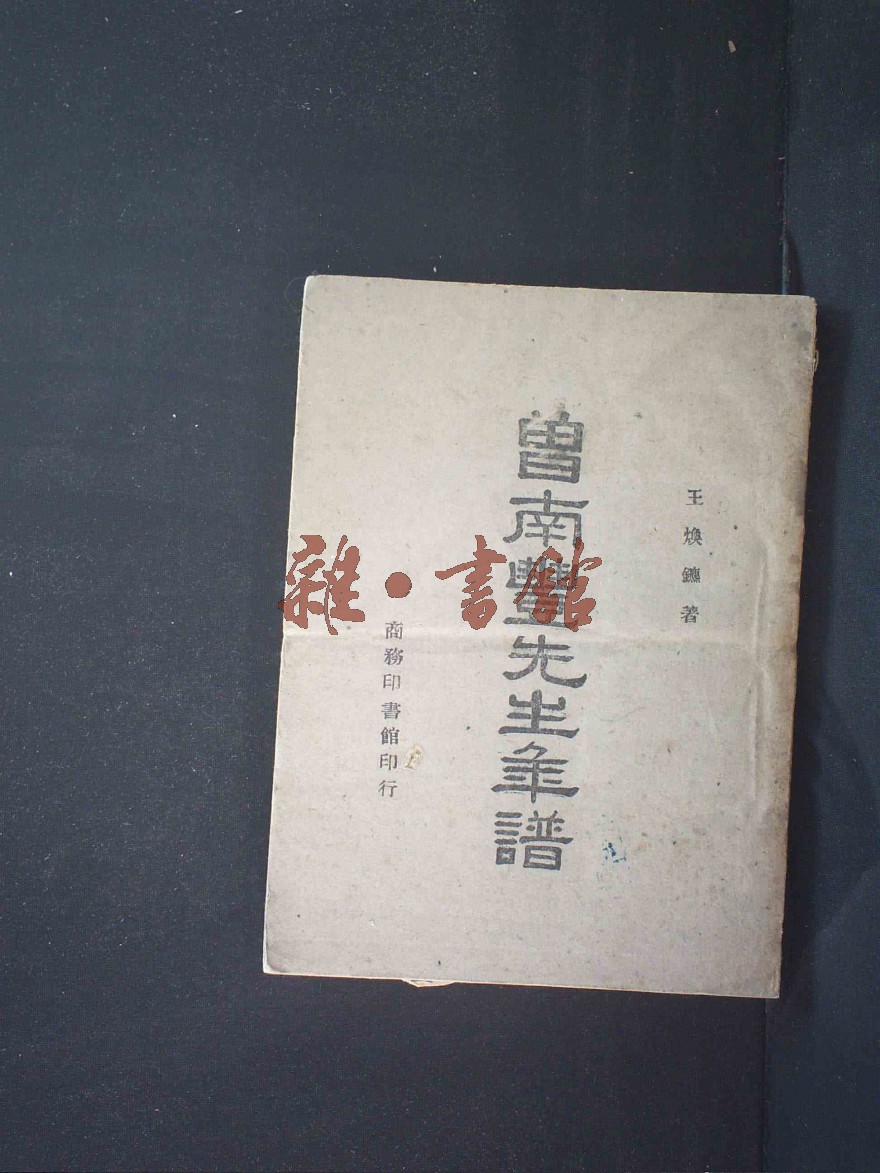 王煥鑣著
曾南豐先生年譜
商務印書館印行
雜·書館